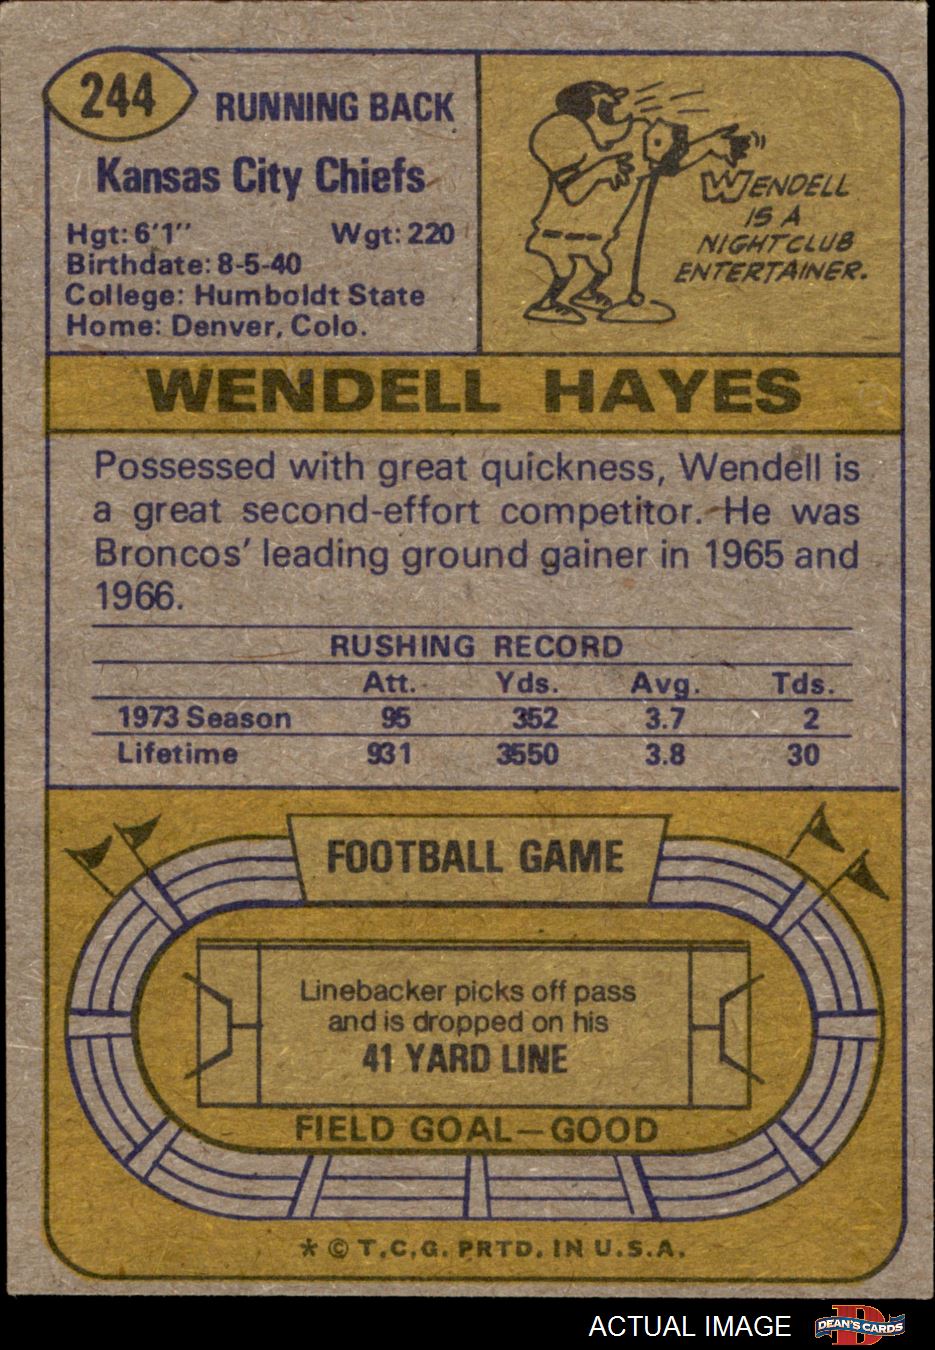 244
RUNNING BACK
Kansas City Chiefs
Hgt: 6'1" Wgt: 220
Birthdate: 8-5-40
College: Humboldt State
Home: Denver, Colo.
WENDELL
IS A
NIGHTCLUB
ENTERTAINER.
WENDELL HAYES
Possessed with great quickness, Wendell is
a great second-effort competitor. He was
Broncos' leading ground gainer in 1965 and
1966.
RUSHING RECORD
Att. Yds. Avg. Tds.
1973 Season 95 352 3.7 2
Lifetime 931 3550 3.8 30
FOOTBALL GAME
Linebacker picks off pass
and is dropped on his
41 YARD LINE
FIELD GOAL—GOOD
* © T.C.G. PRTD. IN U.S.A.
ACTUAL IMAGE
DEAN'S CARDS